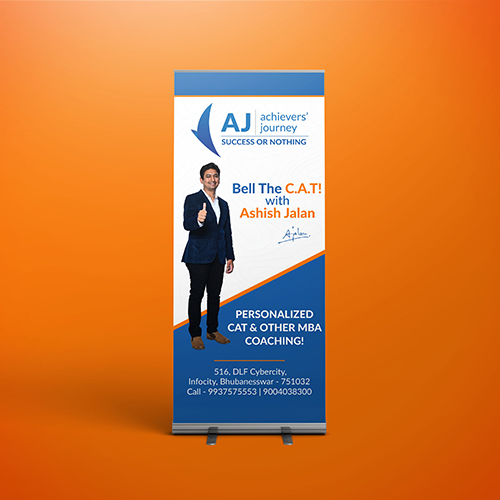 AJ achievers' journey
SUCCESS OR NOTHING
Bell The C.A.T!
with
Ashish Jalan
Ajalan
PERSONALIZED
CAT & OTHER MBA
COACHING!
516, DLF Cybercity,
Infocity, Bhubanesswar - 751032
Call - 9937575553 | 9004038300